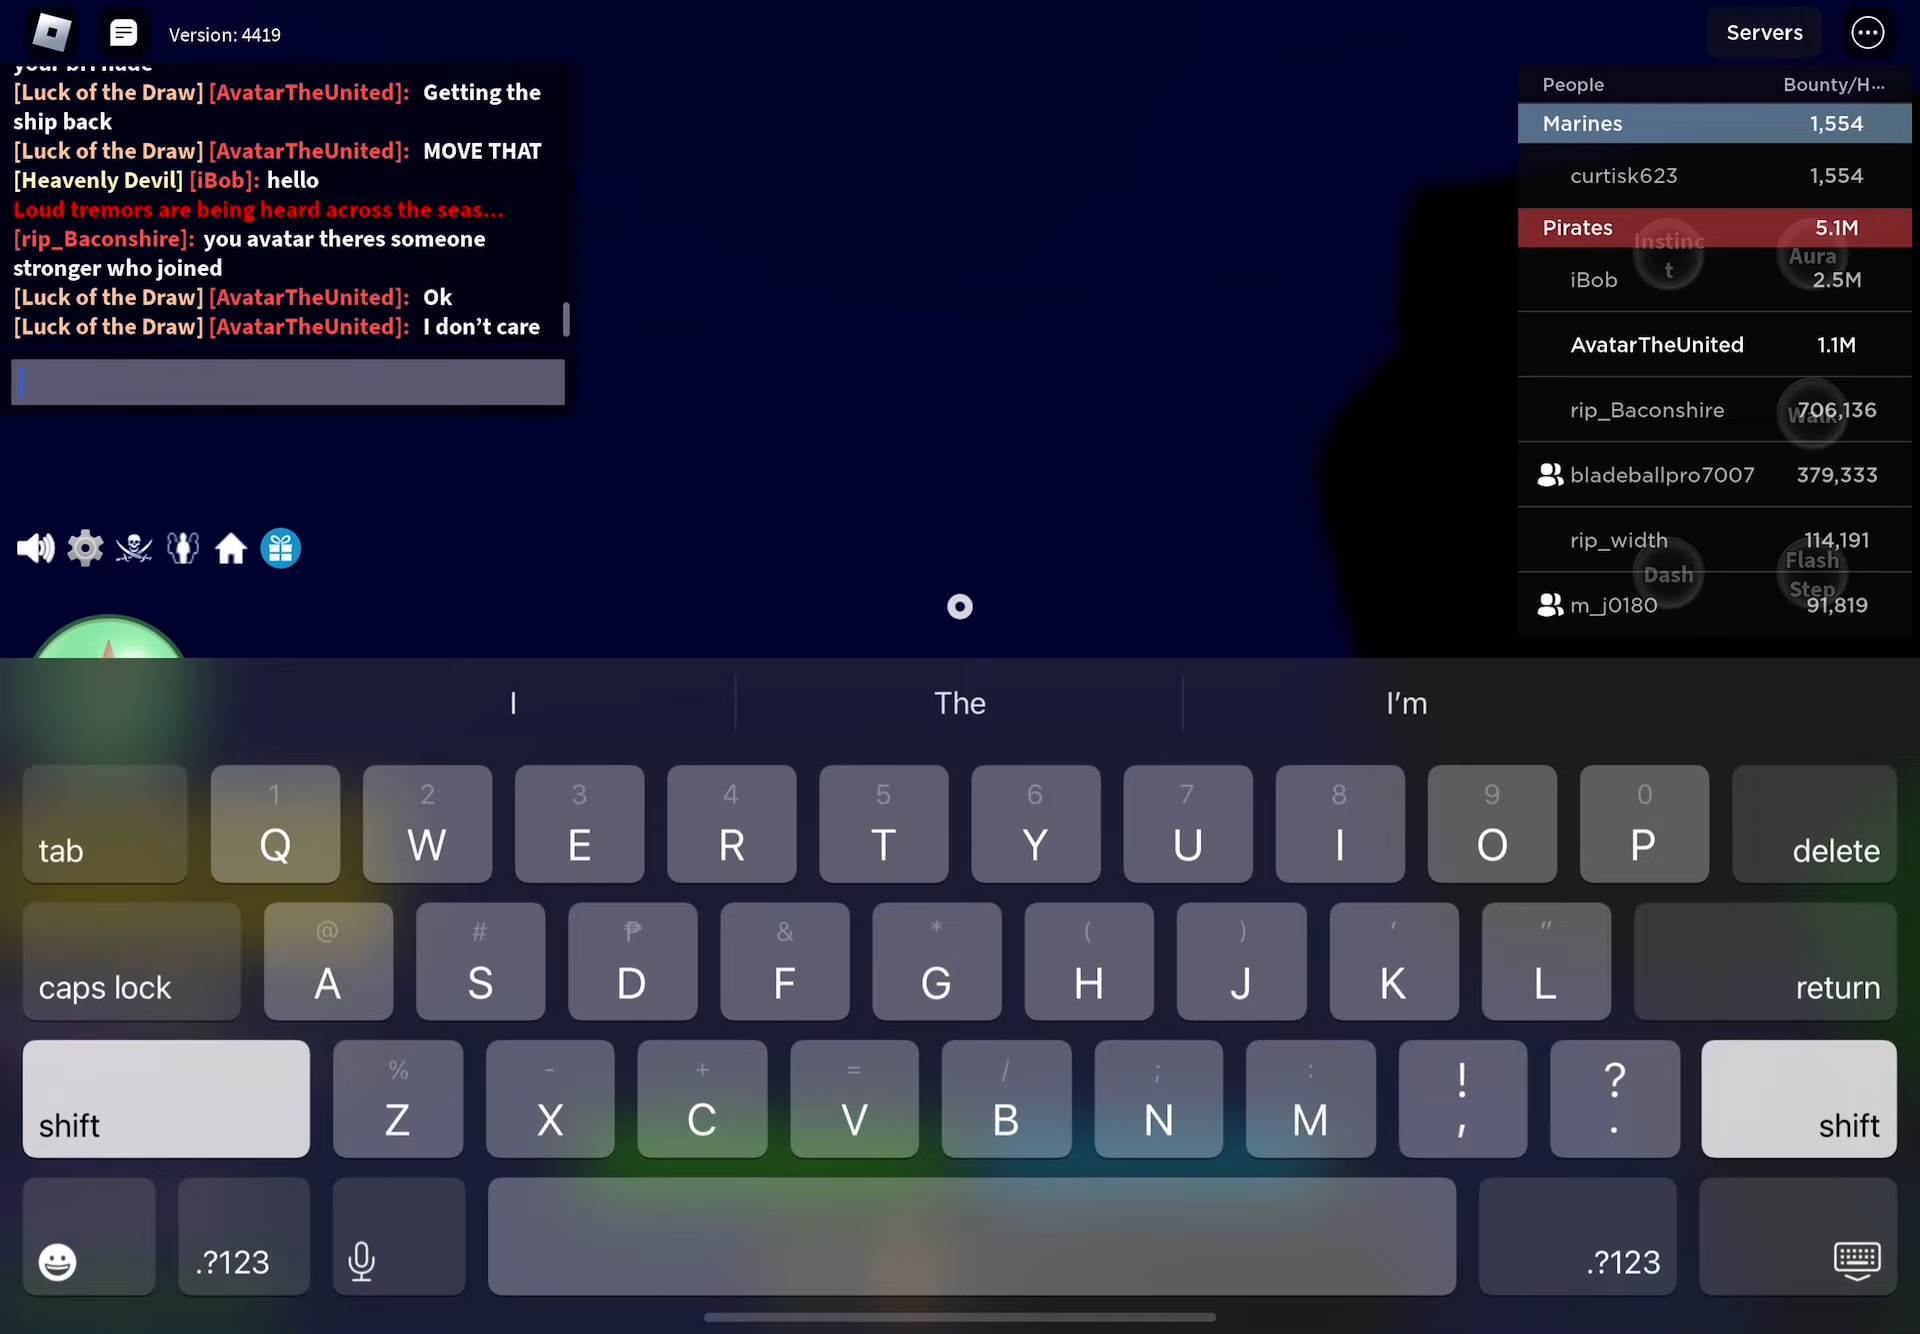 Version: 4419
Servers
[Luck of the Draw] [AvatarTheUnited]: Getting the
ship back
[Luck of the Draw] [AvatarTheUnited]: MOVE THAT
[Heavenly Devil] [iBob]: hello
Loud tremors are being heard across the seas...
[rip_Baconshire]: you avatar theres someone
stronger who joined
[Luck of the Draw] [AvatarTheUnited]: Ok
[Luck of the Draw] [AvatarTheUnited]: I don’t care
People Bounty/H...
Marines 1,554
curtisk623 1,554
Pirates 5.1M
Instinc
t
Aura
iBob 2.5M
AvatarTheUnited 1.1M
rip_Baconshire 706,136
Walk
bladeballpro7007 379,333
rip_width 114,191
Dash
Flash
Step
m_j0180 91,819
I The I’m
1 2 3 4 5 6 7 8 9 0
tab Q W E R T Y U I O P delete
@ # ₱ & * ( ) ' "
caps lock A S D F G H J K L return
% - + = / ; : ! ?
shift Z X C V B N M , . shift
.?123 .?123